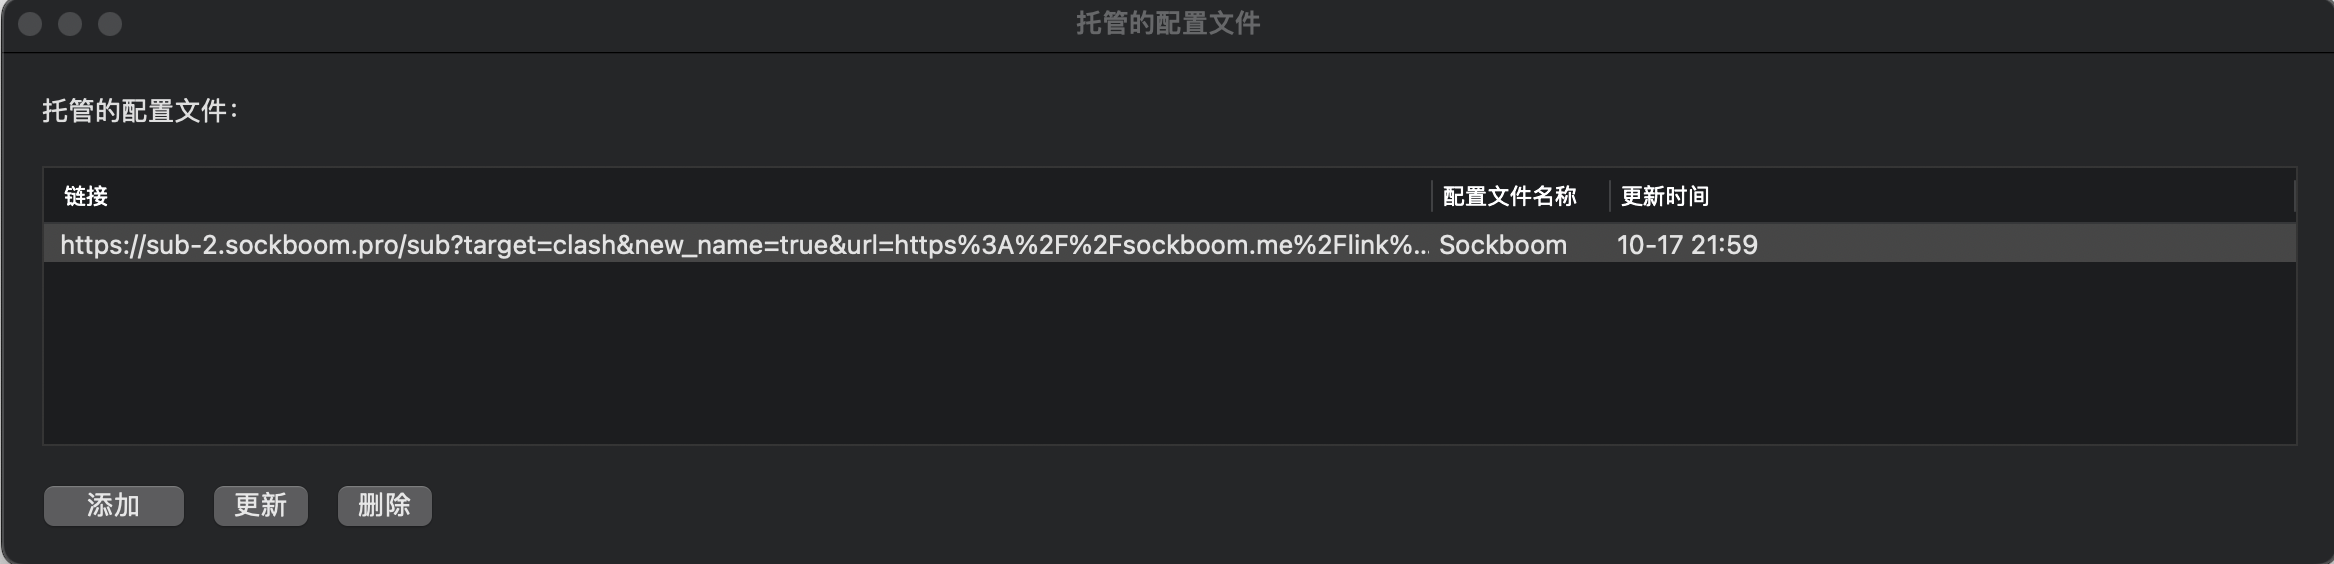 托管的配置文件
托管的配置文件：
链接 配置文件名称 更新时间
https://sub-2.sockboom.pro/sub?target=clash&new_name=true&url=https%3A%2F%2Fsockboom.me%2Flink%... Sockboom 10-17 21:59
添加 更新 删除